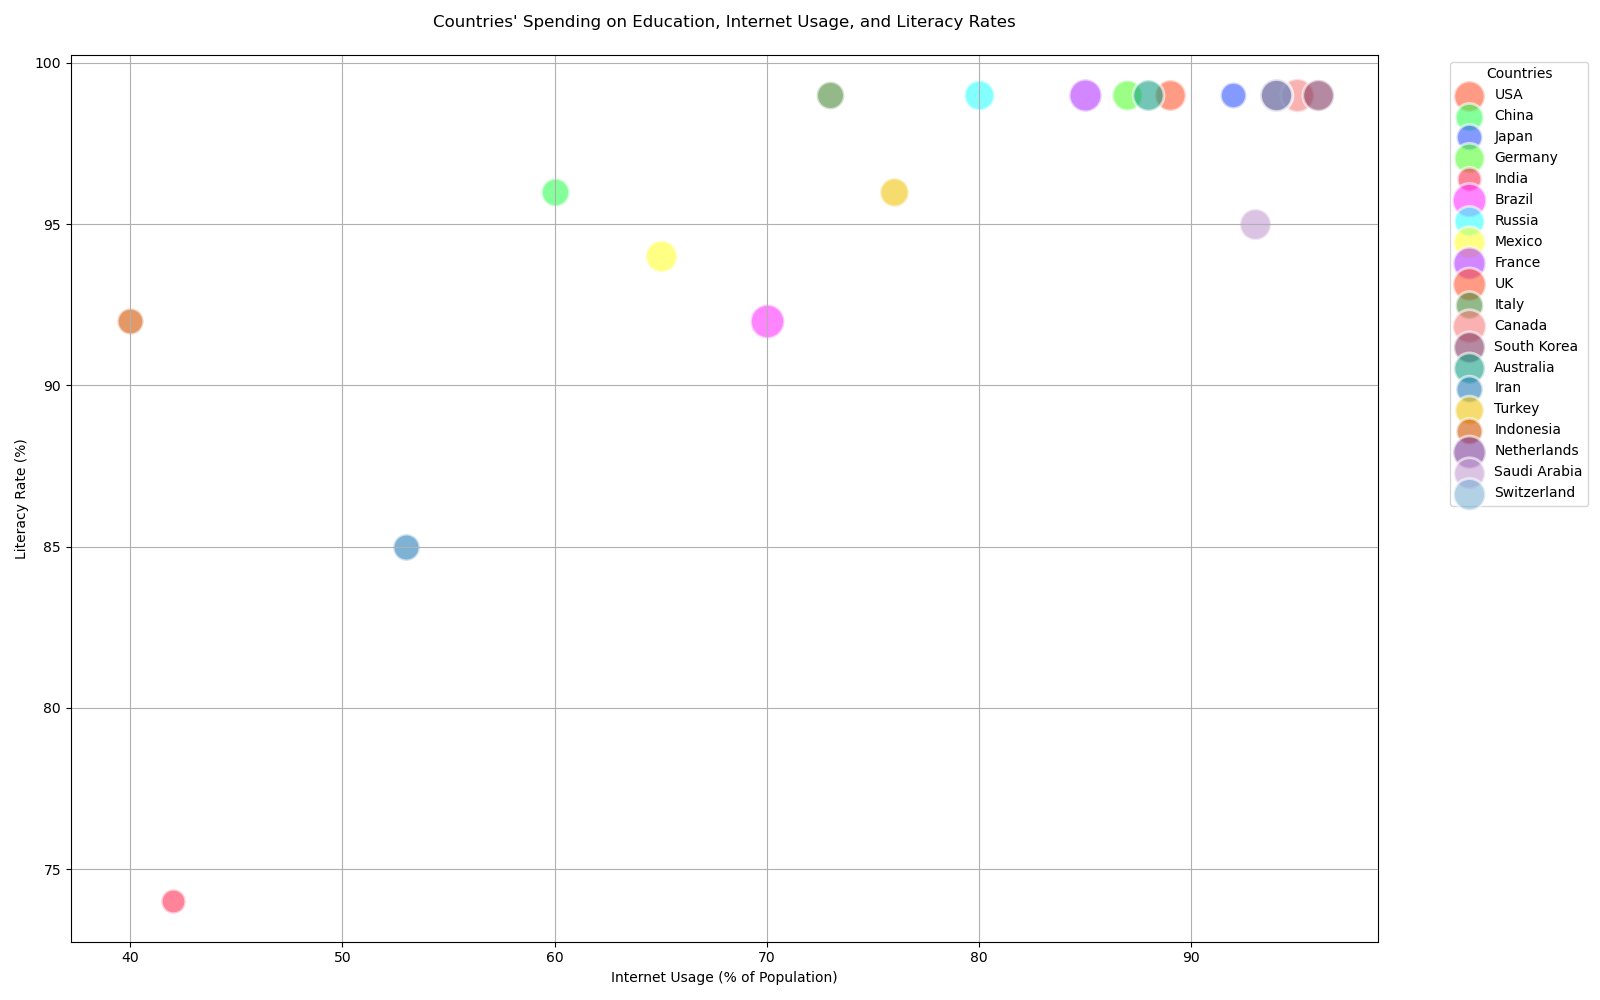 Countries' Spending on Education, Internet Usage, and Literacy Rates
100
95
90
85
80
75
Literacy Rate (%)
40 50 60 70 80 90
Internet Usage (% of Population)
Countries
USA
China
Japan
Germany
India
Brazil
Russia
Mexico
France
UK
Italy
Canada
South Korea
Australia
Iran
Turkey
Indonesia
Netherlands
Saudi Arabia
Switzerland